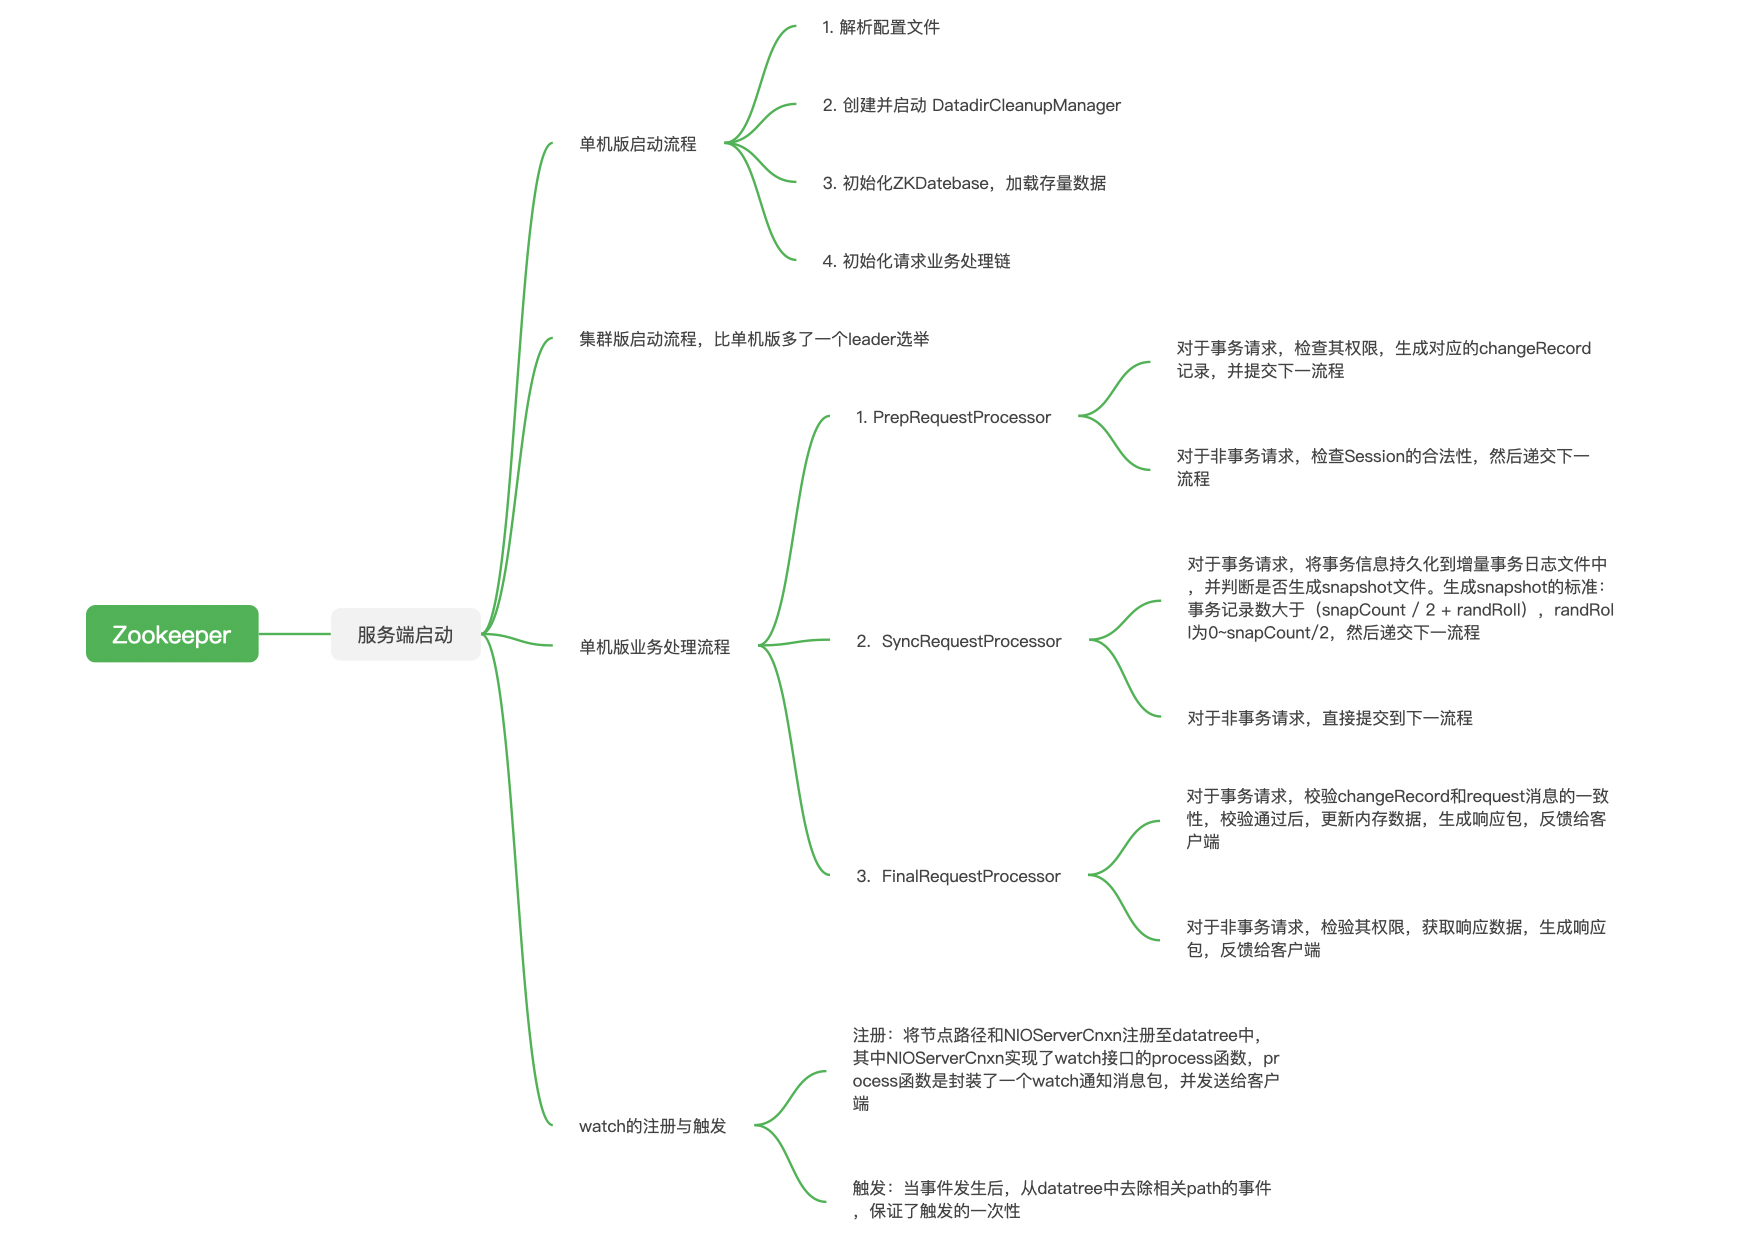 Zookeeper
服务端启动
单机版启动流程
1. 解析配置文件
2. 创建并启动 DatadirCleanupManager
3. 初始化ZKDatebase，加载存量数据
4. 初始化请求业务处理链
集群版启动流程，比单机版多了一个leader选举
单机版业务处理流程
1. PrepRequestProcessor
对于事务请求，检查其权限，生成对应的changeRecord
记录，并提交下一流程
对于非事务请求，检查Session的合法性，然后递交下一
流程
2. SyncRequestProcessor
对于事务请求，将事务信息持久化到增量事务日志文件中
，并判断是否生成snapshot文件。生成snapshot的标准：
事务记录数大于（snapCount / 2 + randRoll），randRol
l为0~snapCount/2，然后递交下一流程
对于非事务请求，直接提交到下一流程
3. FinalRequestProcessor
对于事务请求，校验changeRecord和request消息的一致
性，校验通过后，更新内存数据，生成响应包，反馈给客
户端
对于非事务请求，检验其权限，获取响应数据，生成响应
包，反馈给客户端
watch的注册与触发
注册：将节点路径和NIOServerCnxn注册至datatree中，
其中NIOServerCnxn实现了watch接口的process函数，pr
ocess函数是封装了一个watch通知消息包，并发送给客户
端
触发：当事件发生后，从datatree中去除相关path的事件
，保证了触发的一次性